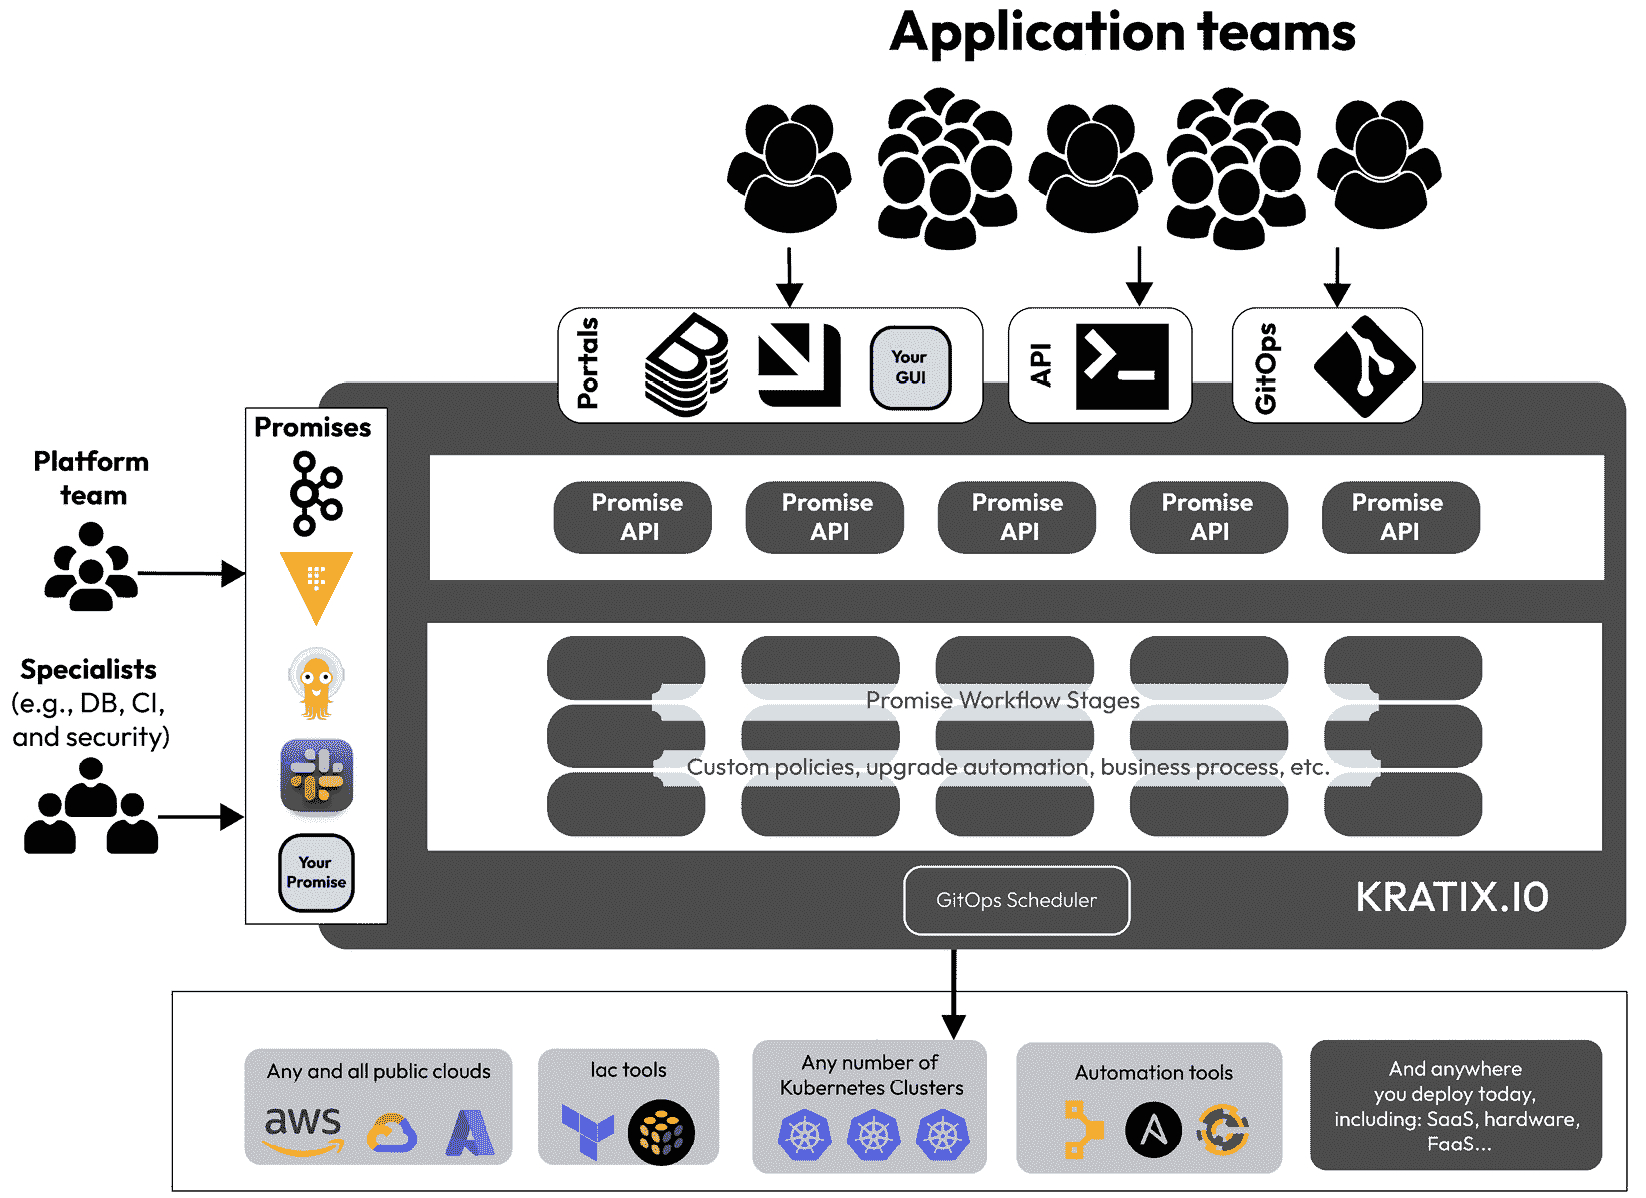 Application teams
Portals
Your
GUI
API
GitOps
Promises
Platform
team
Specialists
(e.g., DB, CI,
and security)
Your
Promise
Promise
API
Promise
API
Promise
API
Promise
API
Promise
API
Promise Workflow Stages
Custom policies, upgrade automation, business process, etc.
GitOps Scheduler
KRATIX.IO
Any and all public clouds
aws
Iac tools
Any number of
Kubernetes Clusters
Automation tools
And anywhere
you deploy today,
including: SaaS, hardware,
FaaS...